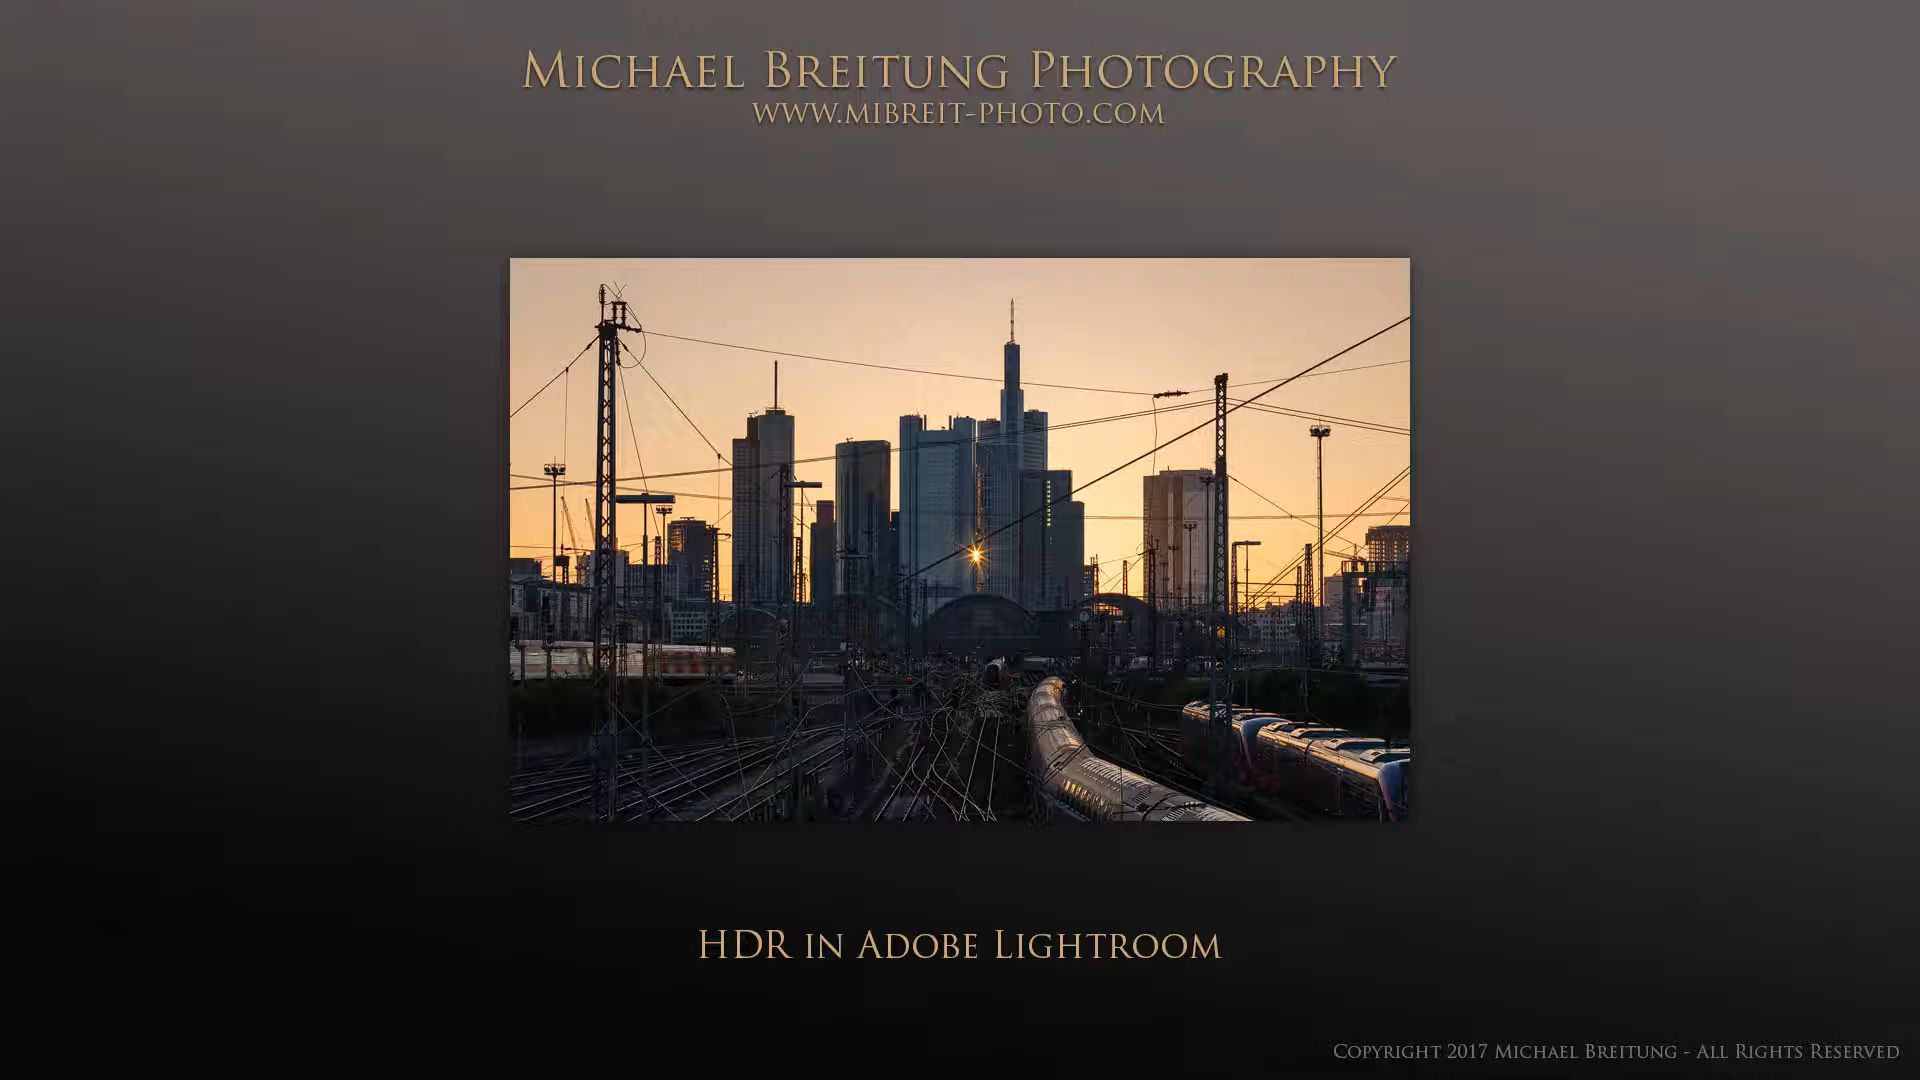 Michael Breitung Photography
www.mibreit-photo.com
HDR in Adobe Lightroom
Copyright 2017 Michael Breitung - All Rights Reserved